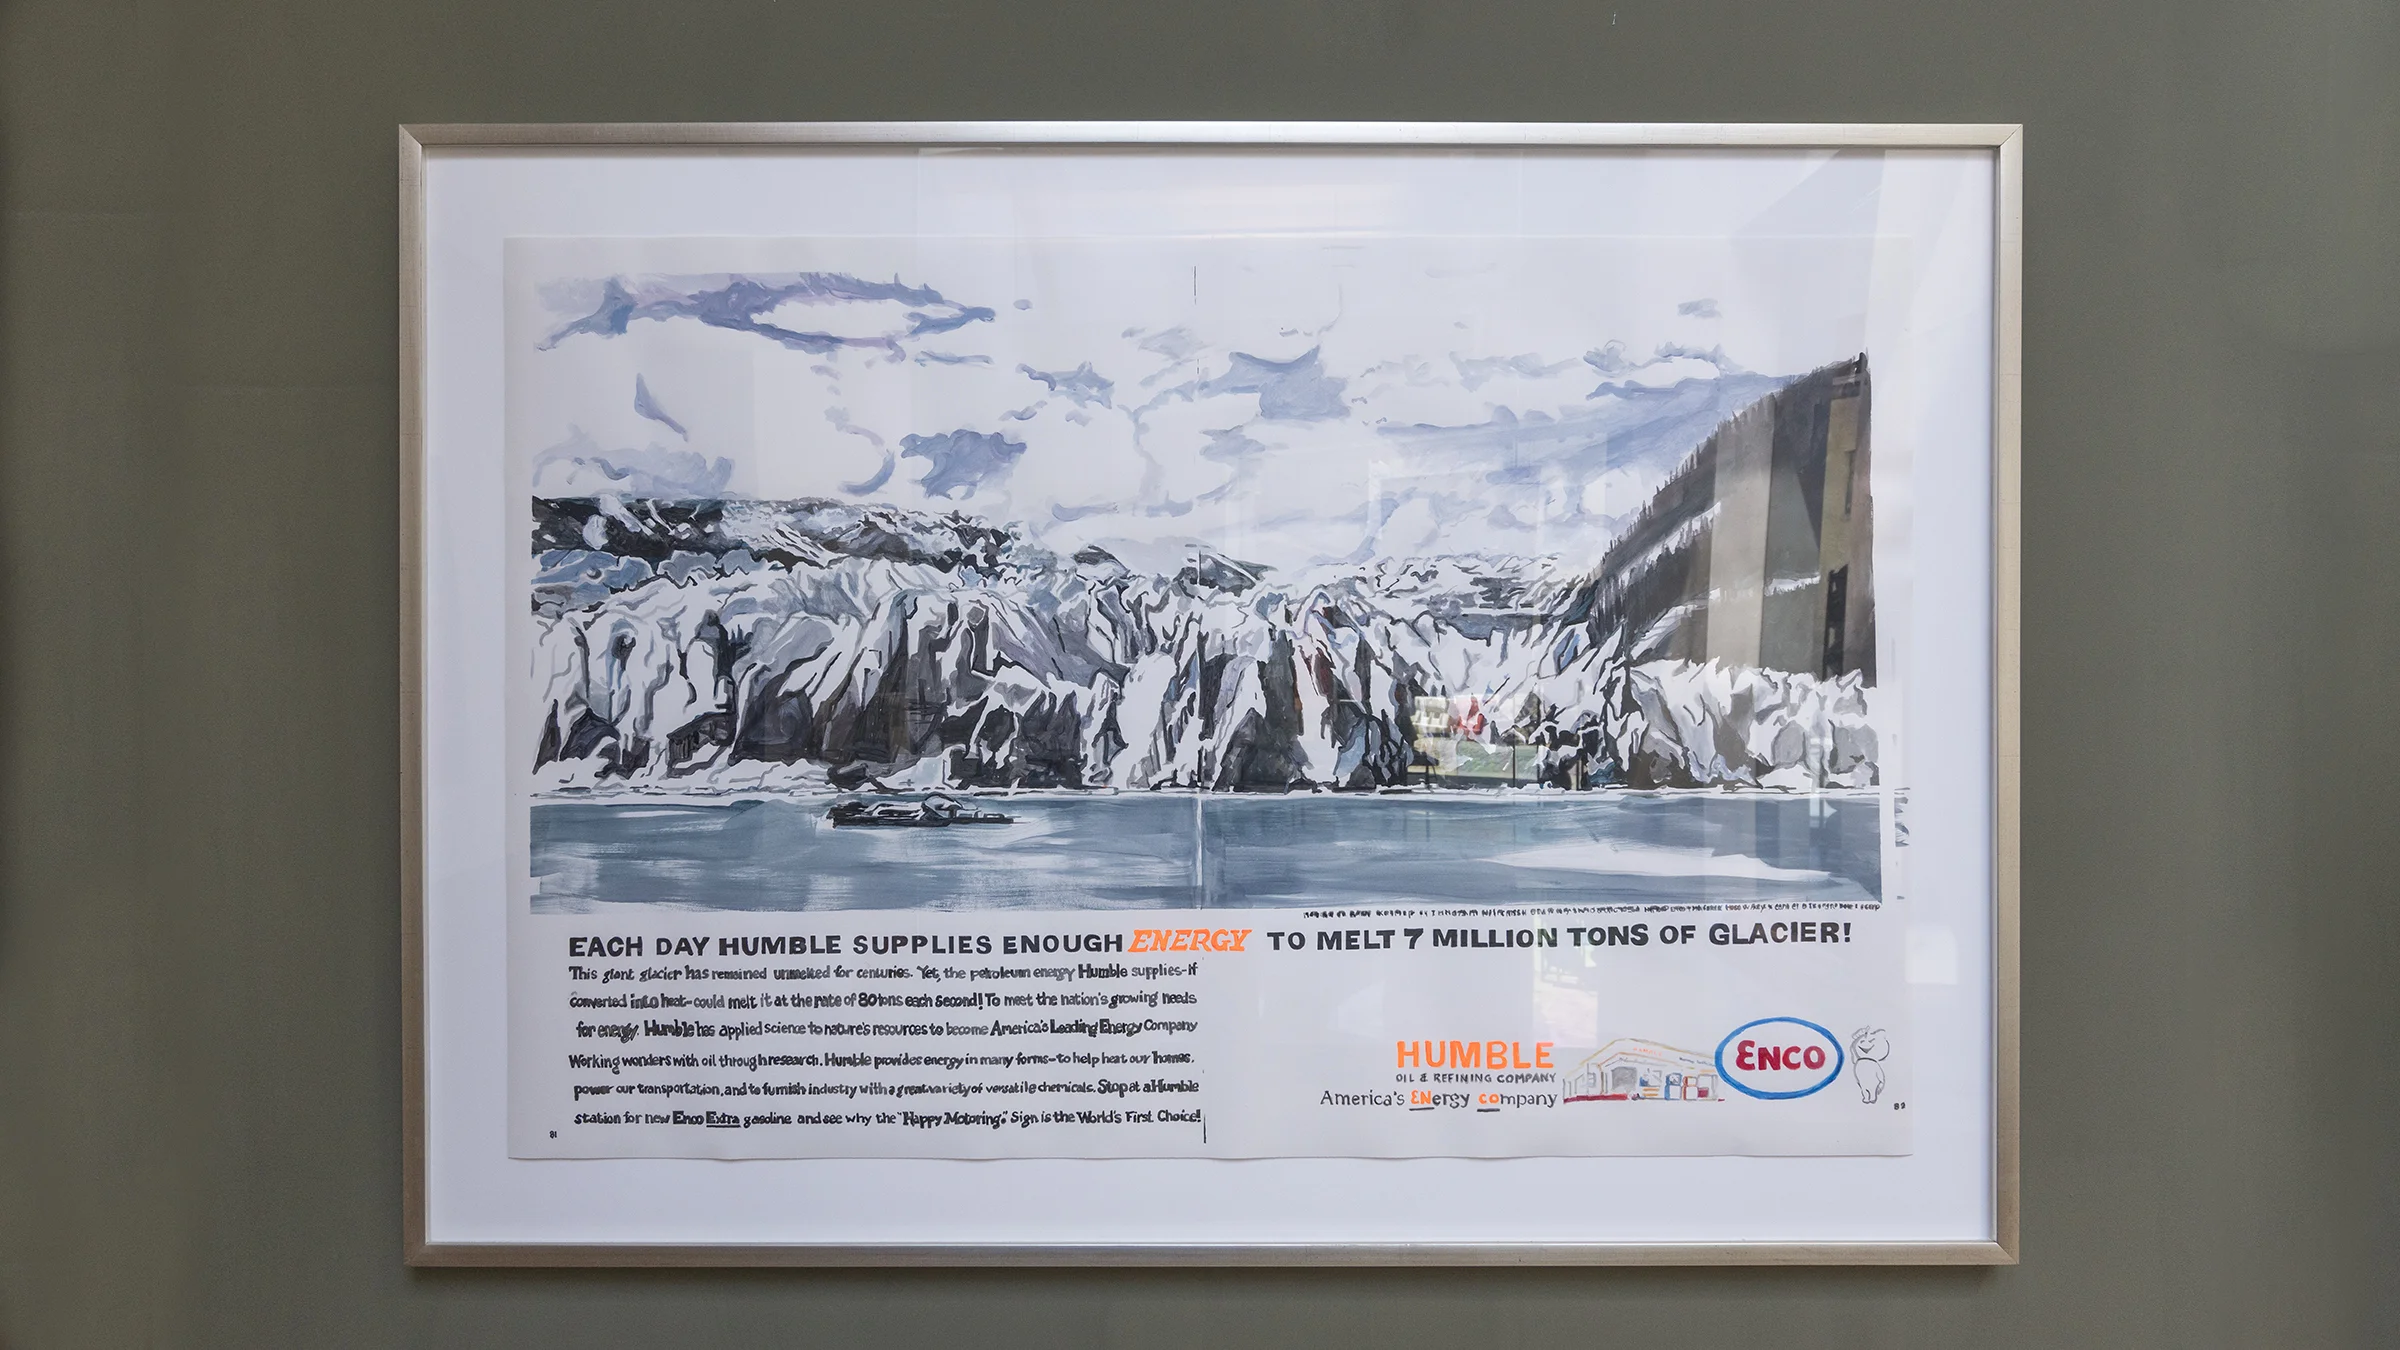 EACH DAY HUMBLE SUPPLIES ENOUGH ENERGY TO MELT 7 MILLION TONS OF GLACIER!
This giant glacier has remained unmelted for centuries. Yet, the petroleum energy Humble supplies-if
converted into heat-could melt it at the rate of 80 tons each second! To meet the nation's growing needs
for energy, Humble has applied science to nature's resources to become America's Leading Energy Company
Working wonders with oil through research. Humble provides energy in many forms-to help heat our homes,
power our transportation, and to furnish industry with a great variety of versatile chemicals. Stop at a Humble
station for new Enco Extra gasoline and see why the "Happy Motoring." Sign is the World's First Choice!
HUMBLE
OIL & REFINING COMPANY
America's ENergy company
ENCO